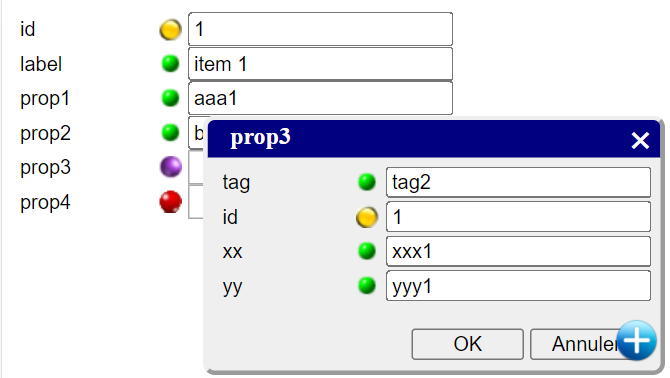 id 1
label item 1
prop1 aaa1
prop2 b
prop3
prop4
prop3
tag tag2
id 1
xx xxx1
yy yyy1
OK Annuler